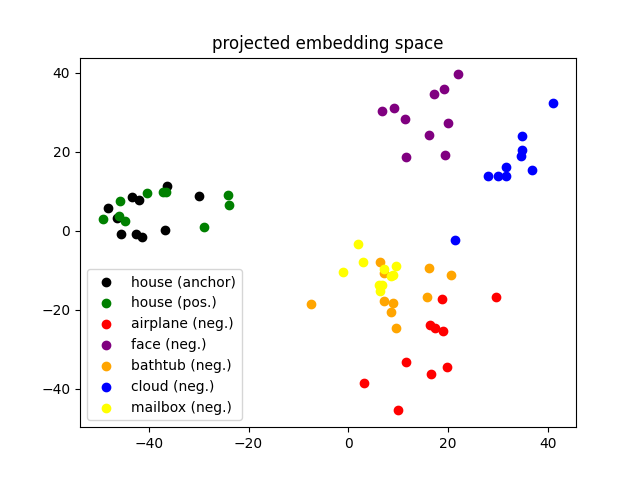 projected embedding space
40
20
0
−20
−40
house (anchor)
house (pos.)
airplane (neg.)
face (neg.)
bathtub (neg.)
cloud (neg.)
mailbox (neg.)
−40 −20 0 20 40